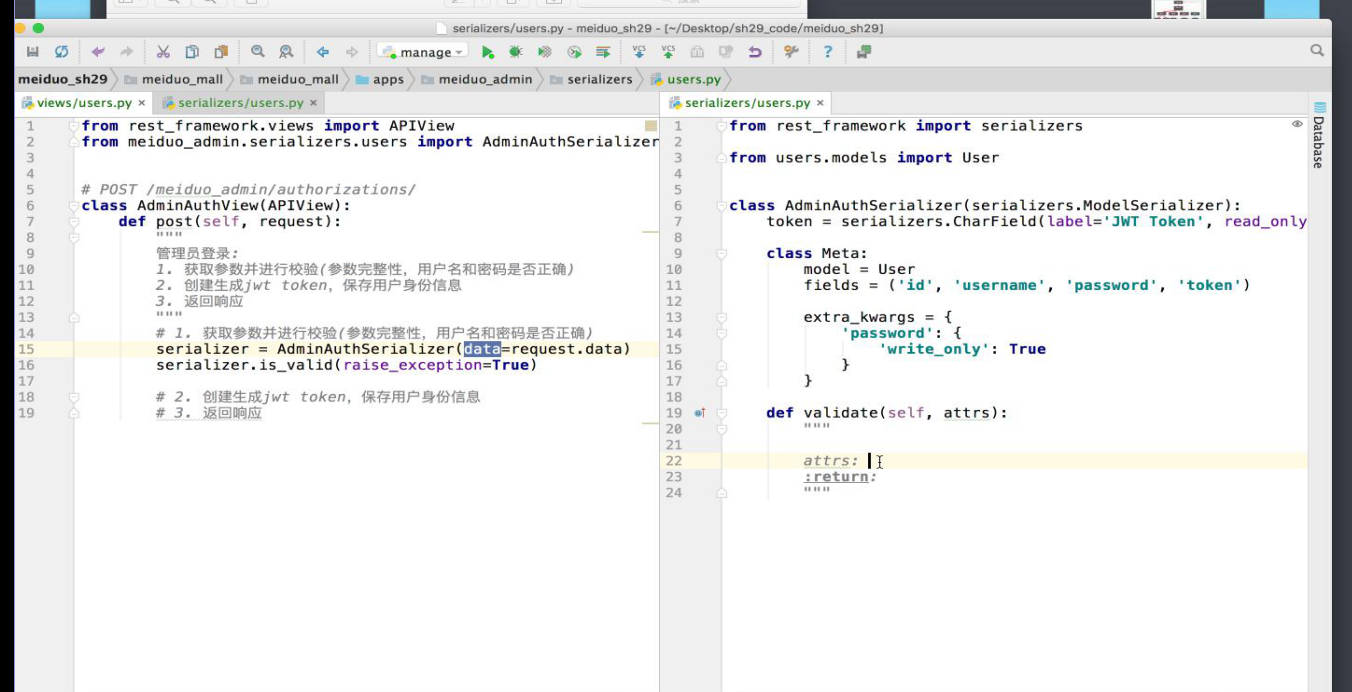 serializers/users.py - meiduo_sh29 - [~/Desktop/sh29_code/meiduo_sh29]
manage
meiduo_sh29 meiduo_mall meiduo_mall apps meiduo_admin serializers users.py
views/users.py × serializers/users.py ×
1 from rest_framework.views import APIView
2 from meiduo_admin.serializers.users import AdminAuthSerializer
3
4
5 # POST /meiduo_admin/authorizations/
6 class AdminAuthView(APIView):
7 def post(self, request):
8 """
9 管理员登录:
10 1. 获取参数并进行校验(参数完整性, 用户名和密码是否正确)
11 2. 创建生成jwt token, 保存用户身份信息
12 3. 返回响应
13 """
14 # 1. 获取参数并进行校验(参数完整性, 用户名和密码是否正确)
15 serializer = AdminAuthSerializer(data=request.data)
16 serializer.is_valid(raise_exception=True)
17
18 # 2. 创建生成jwt token, 保存用户身份信息
19 # 3. 返回响应
serializers/users.py ×
1 from rest_framework import serializers
2
3 from users.models import User
4
5
6 class AdminAuthSerializer(serializers.ModelSerializer):
7 token = serializers.CharField(label='JWT Token', read_only
8
9 class Meta:
10 model = User
11 fields = ('id', 'username', 'password', 'token')
12
13 extra_kwargs = {
14 'password': {
15 'write_only': True
16 }
17 }
18
19 def validate(self, attrs):
20 """
21
22 attrs:
23 :return:
24 """
Database